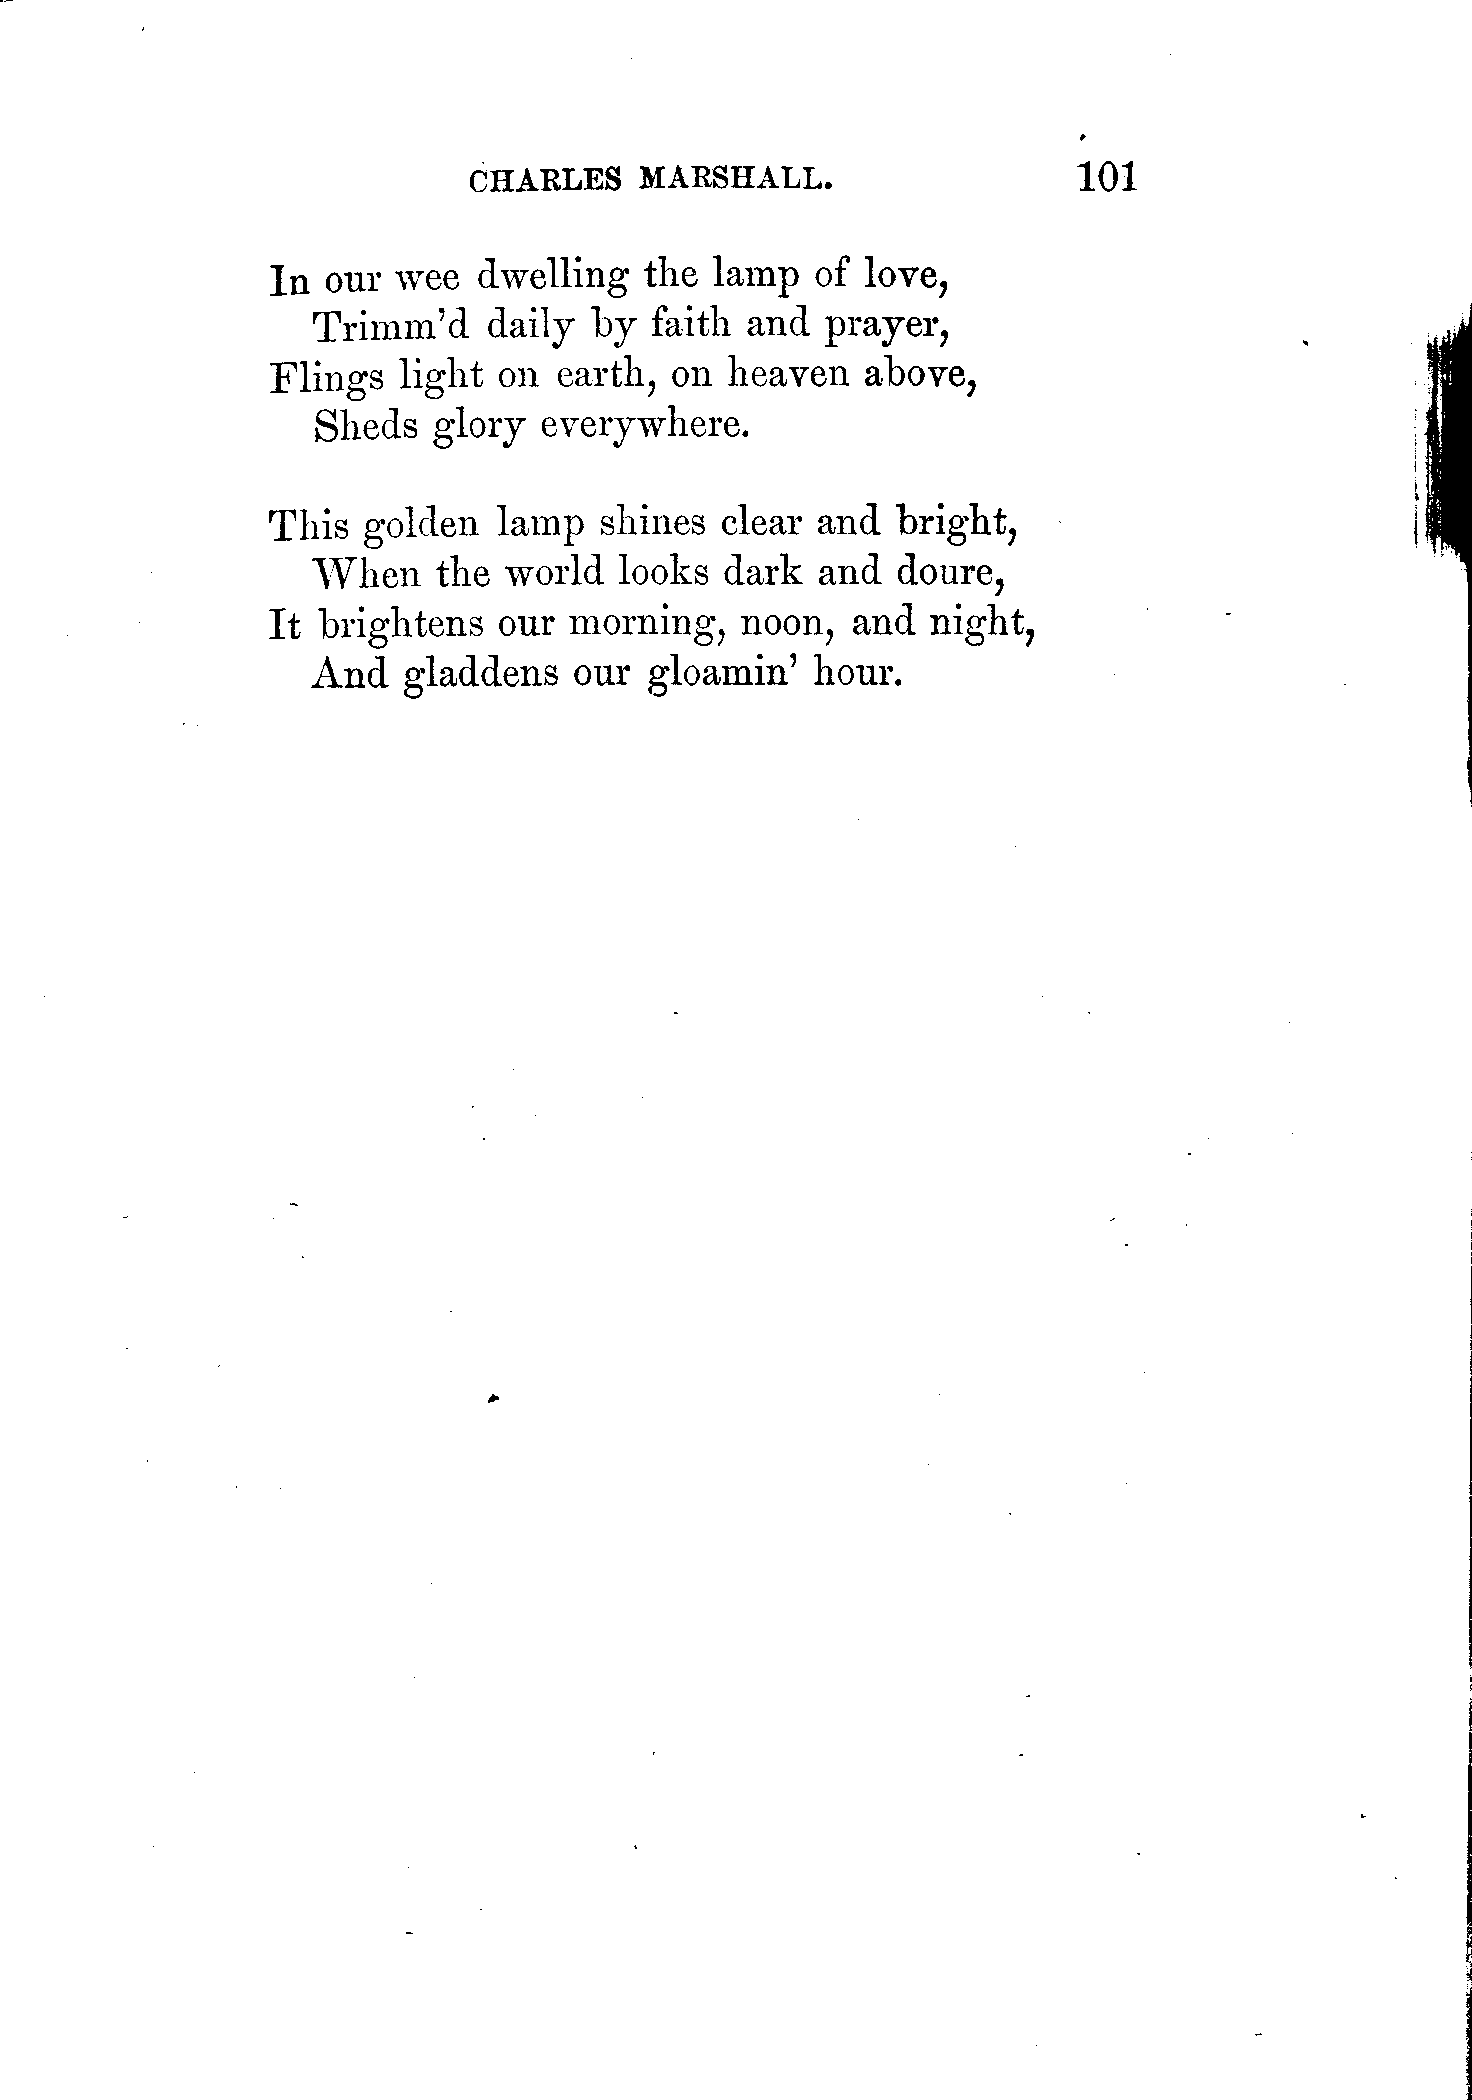 CHARLES MARSHALL. 101
In our wee dwelling the lamp of love,
Trimm'd daily by faith and prayer,
Flings light on earth, on heaven above,
Sheds glory everywhere.
This golden lamp shines clear and bright,
When the world looks dark and doure,
It brightens our morning, noon, and night,
And gladdens our gloamin' hour.